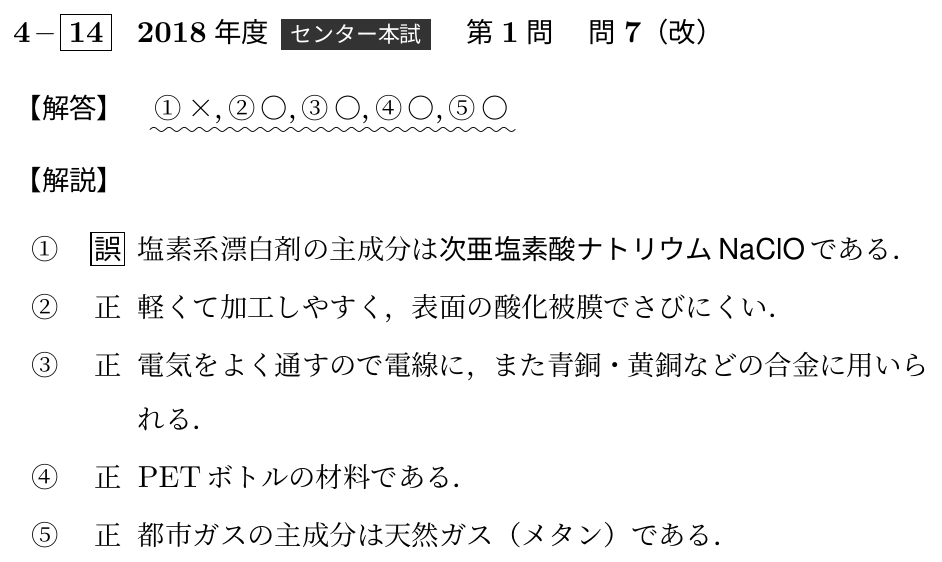 4－14 2018 年度 センター本試 第 1 問 問 7（改）
【解答】 ① ×, ② ○, ③ ○, ④ ○, ⑤ ○
【解説】
① 誤 塩素系漂白剤の主成分は次亜塩素酸ナトリウム NaClO である．
② 正 軽くて加工しやすく，表面の酸化被膜でさびにくい．
③ 正 電気をよく通すので電線に，また青銅・黄銅などの合金に用いら
れる．
④ 正 PET ボトルの材料である．
⑤ 正 都市ガスの主成分は天然ガス（メタン）である．